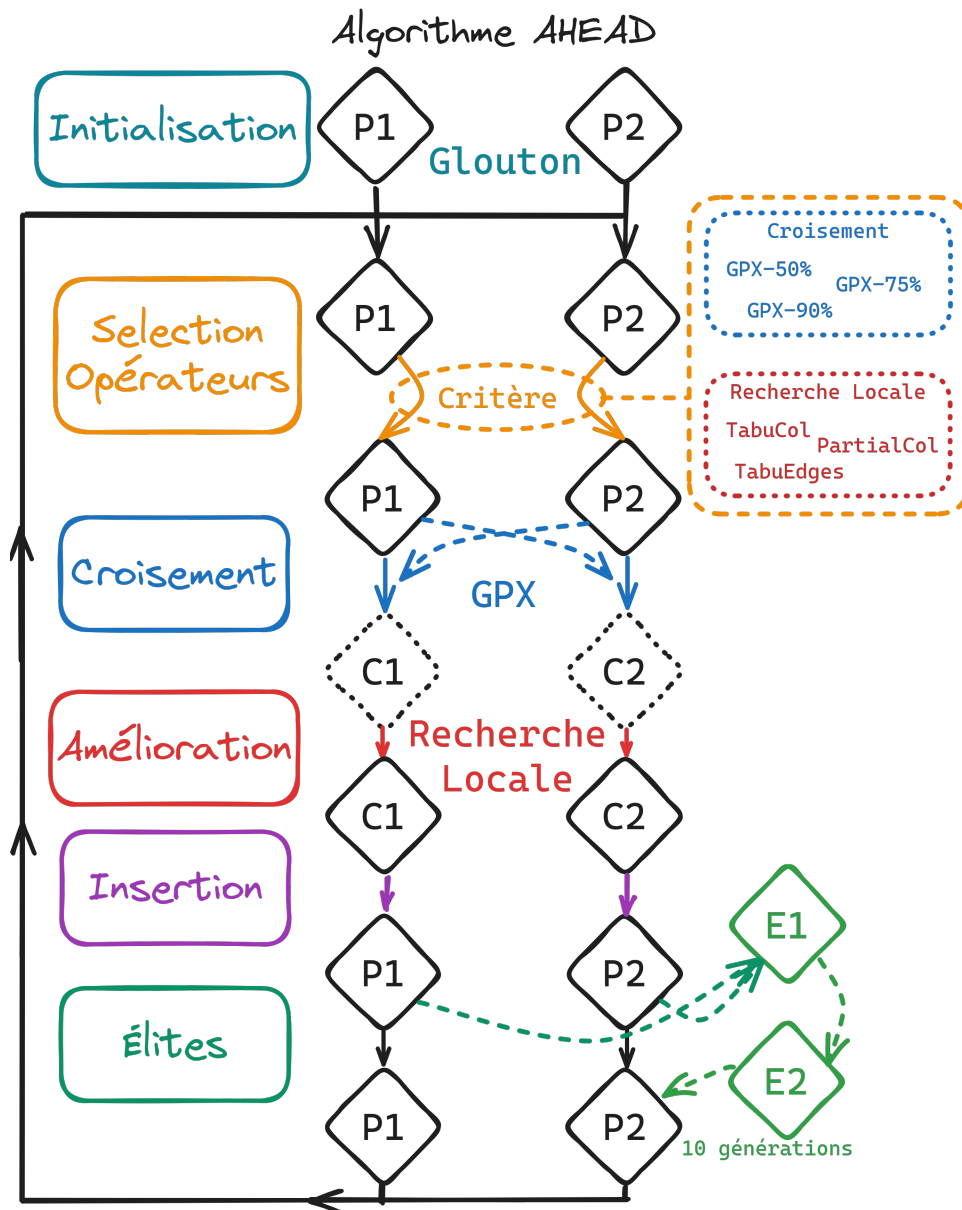 Algorithme AHEAD
Initialisation
P1
P2
Glouton
Croisement
GPX-50%
GPX-75%
GPX-90%
Selection
Opérateurs
P1
P2
Critère
Recherche Locale
TabuCol
PartialCol
TabuEdges
P1
P2
Croisement
GPX
C1
C2
Amélioration
Recherche
Locale
C1
C2
Insertion
E1
P1
P2
Élites
E2
P1
P2
10 générations